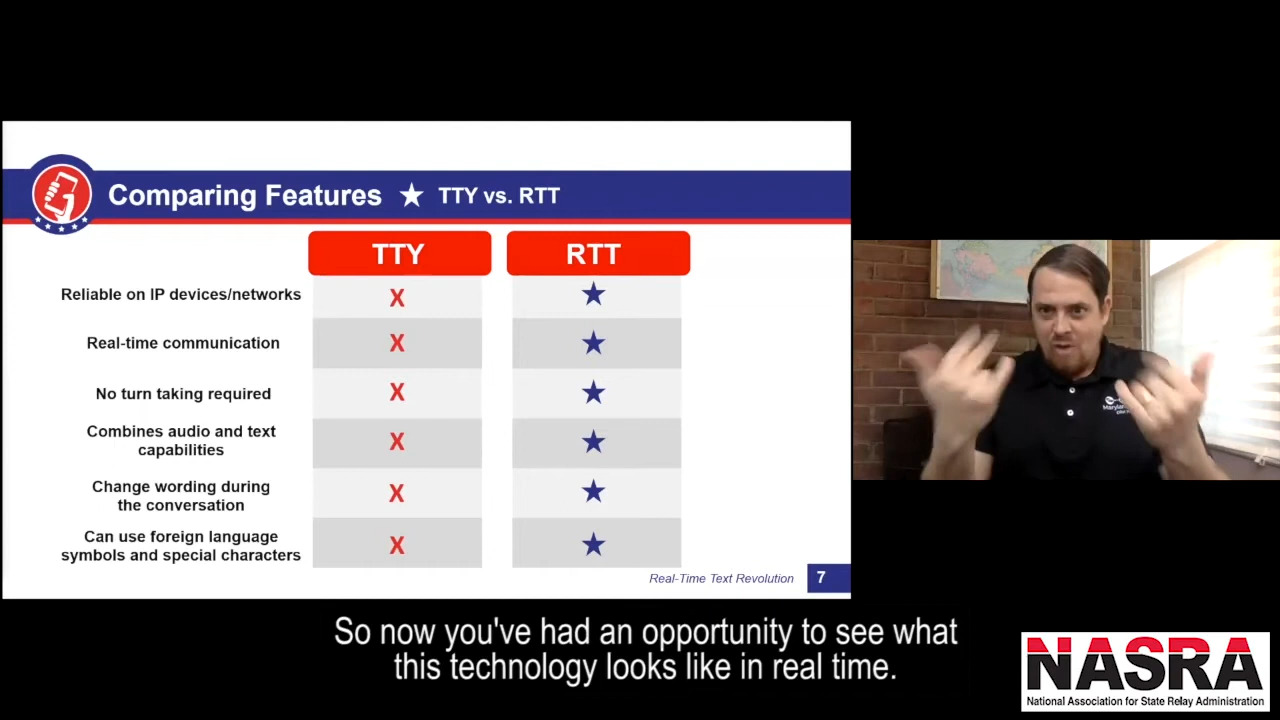 Comparing Features ★ TTY vs. RTT
TTY
RTT
Reliable on IP devices/networks
X ★
Real-time communication
X ★
No turn taking required
X ★
Combines audio and text
capabilities
X ★
Change wording during
the conversation
X ★
Can use foreign language
symbols and special characters
X ★
Real-Time Text Revolution
7
Maryland
So now you've had an opportunity to see what
this technology looks like in real time.
NASRA
National Association for State Relay Administration